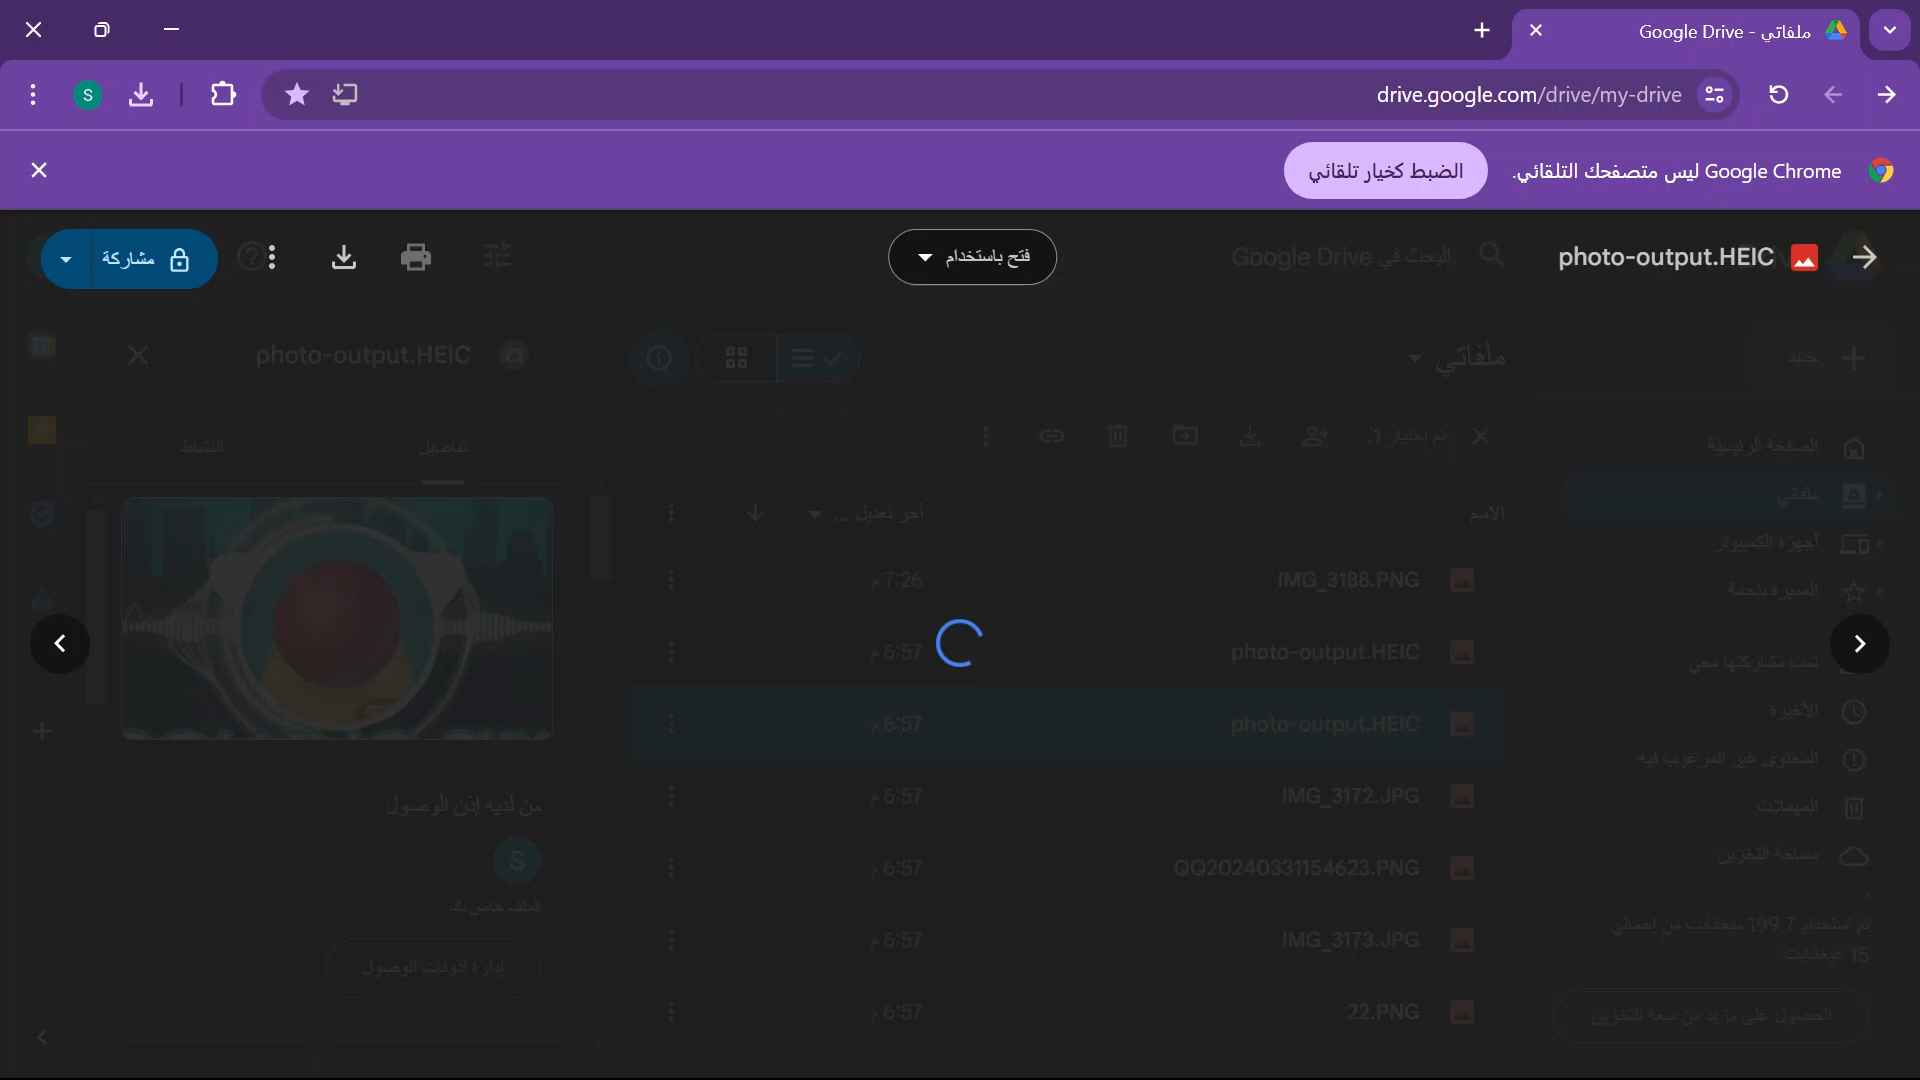 ملفاتي - Google Drive
drive.google.com/drive/my-drive
S
Google Chrome ليس متصفحك التلقائي.
الضبط كخيار تلقائي
photo-output.HEIC
البحث في Google Drive
فتح باستخدام
مشاركة
جديد
ملفاتي
photo-output.HEIC
الصفحة الرئيسية
ملفاتي
أجهزة الكمبيوتر
المميزة بنجمة
تمت مشاركتها معي
الأخيرة
المحتوى غير المرغوب فيه
المهملات
مساحة التخزين
تم استخدام 199.7 ميغابايت من إجمالي
15 غيغابايت
الحصول على مزيد من سعة التخزين
تم اختيار 1.
الاسم
آخر تعديل ...
IMG_3188.PNG
7:26 م
photo-output.HEIC
6:57 م
photo-output.HEIC
6:57 م
IMG_3172.JPG
6:57 م
QQ20240331154623.PNG
6:57 م
IMG_3173.JPG
6:57 م
22.PNG
6:57 م
تفاصيل
النشاط
من لديه إذن الوصول
S
الملف خاص بك.
إدارة أذونات الوصول